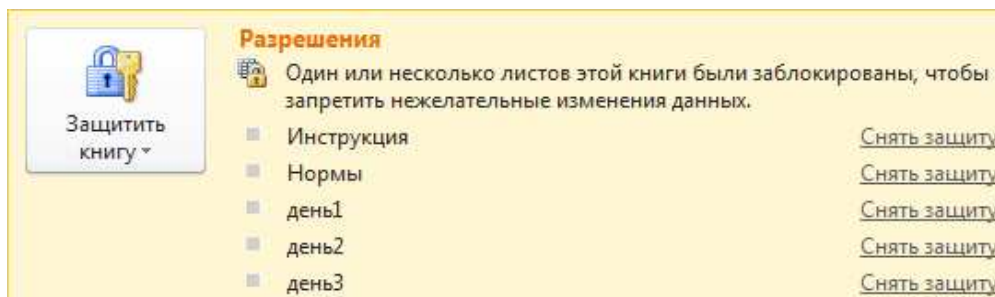 Разрешения
Один или несколько листов этой книги были заблокированы, чтобы
запретить нежелательные изменения данных.
Защитить
книгу
Инструкция Снять защиту
Нормы Снять защиту
день1 Снять защиту
день2 Снять защиту
день3 Снять защиту